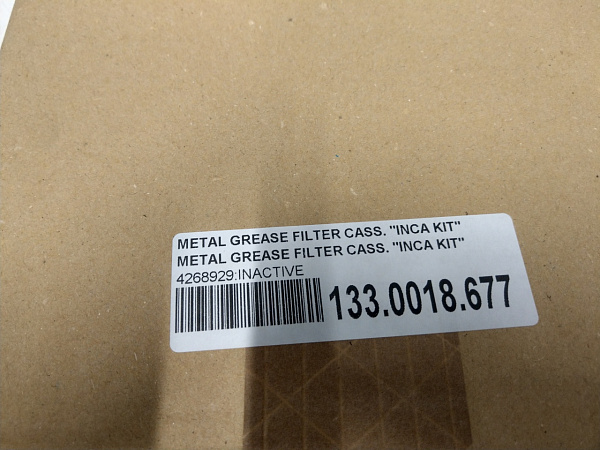 METAL GREASE FILTER CASS. "INCA KIT"
METAL GREASE FILTER CASS. "INCA KIT"
4268929:INACTIVE
133.0018.677